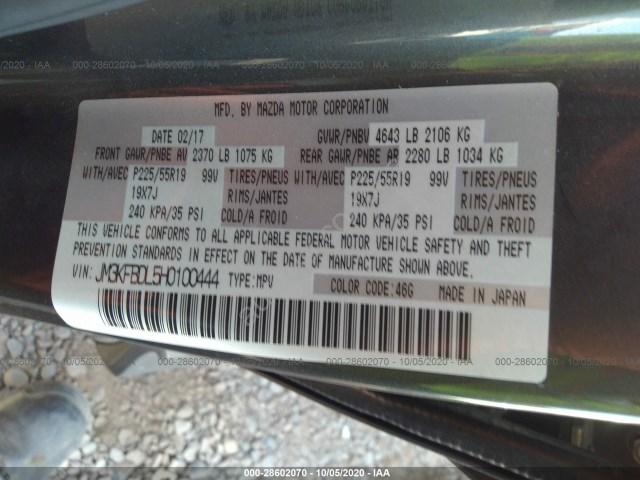 MFD. BY MAZDA MOTOR CORPORATION
DATE 02/17 GVWR/PNBV 4643 LB 2106 KG
FRONT GAWR/PNBE AV 2370 LB 1075 KG REAR GAWR/PNBE AR 2280 LB 1034 KG
WITH/AVEC P225/55R19 99V TIRES/PNEUS WITH/AVEC P225/55R19 99V TIRES/PNEUS
19X7J RIMS/JANTES 19X7J RIMS/JANTES
240 KPA/35 PSI COLD/A FROID 240 KPA/35 PSI COLD/A FROID
THIS VEHICLE CONFORMS TO ALL APPLICABLE FEDERAL MOTOR VEHICLE SAFETY AND THEFT
PREVENTION STANDARDS IN EFFECT ON THE DATE OF MANUFACTURE SHOWN ABOVE.
VIN: JM3KFBDL5H0100444 TYPE: MPV
COLOR CODE: 46G MADE IN JAPAN
000-28602070 - 10/05/2020 - IAA